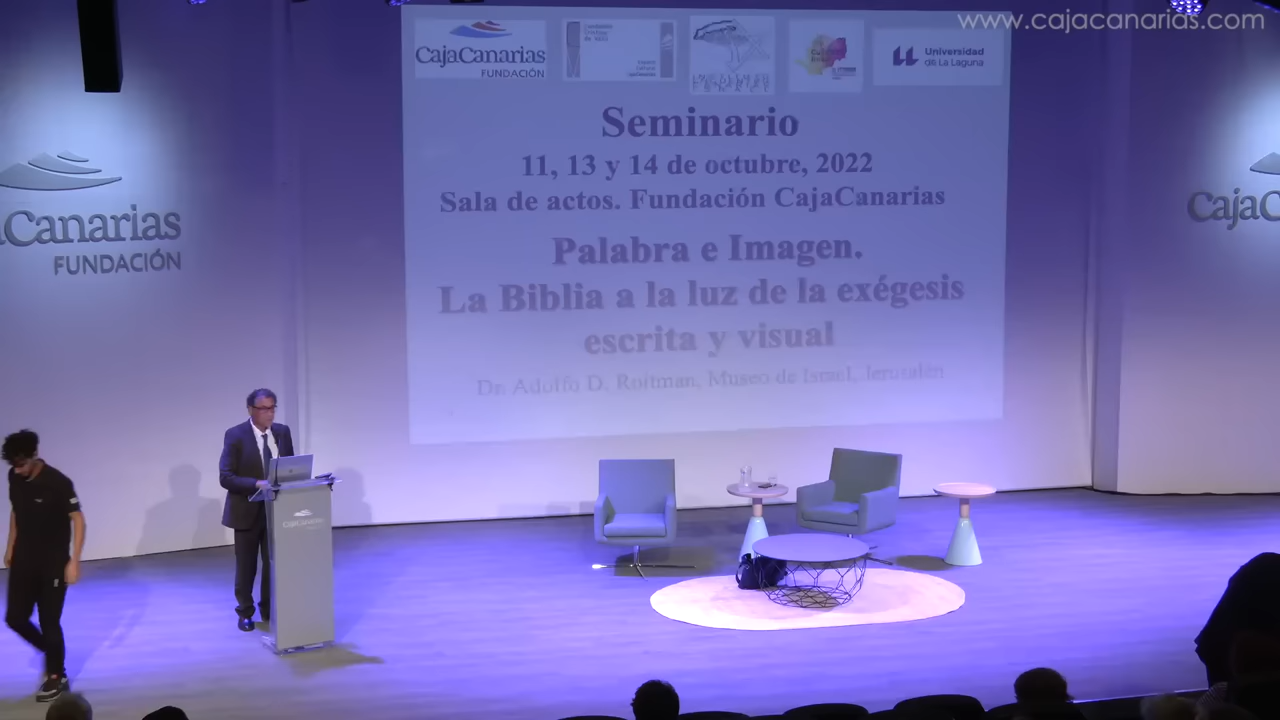 www.cajacanarias.com
CajaCanarias
FUNDACIÓN
Universidad
de La Laguna
Seminario
11, 13 y 14 de octubre, 2022
Sala de actos. Fundación CajaCanarias
Palabra e Imagen.
La Biblia a la luz de la exégesis
escrita y visual
Dr. Adolfo D. Roitman, Museo de Israel, Jerusalén
aCanarias
FUNDACIÓN
CajaC
CajaCanarias